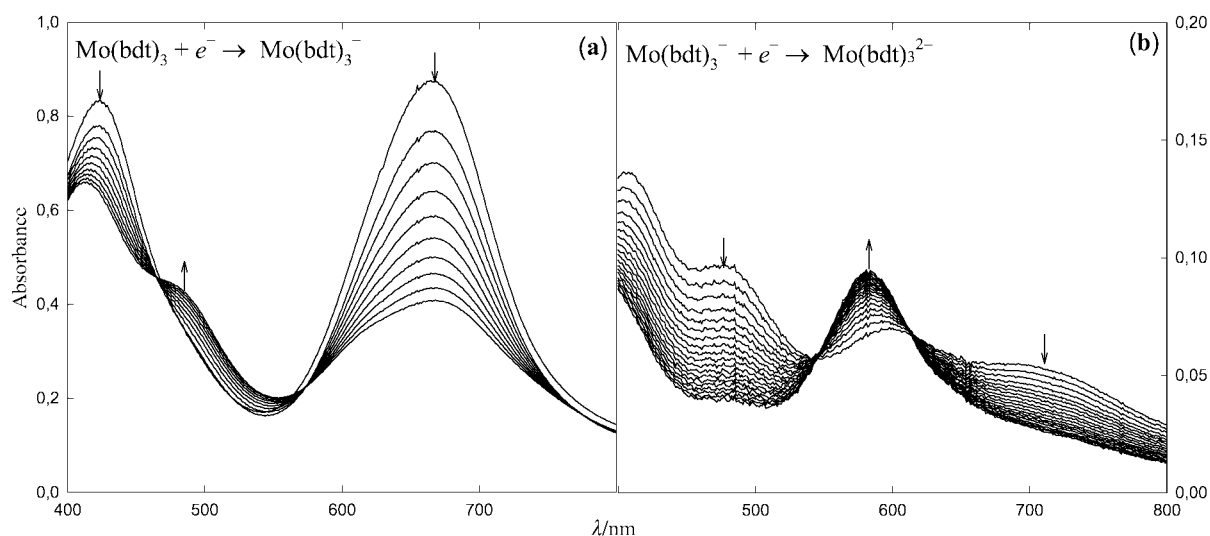 Mo(bdt)₃ + e⁻ → Mo(bdt)₃⁻
(a)
Mo(bdt)₃⁻ + e⁻ → Mo(bdt)₃²⁻
(b)
1,0
0,8
0,6
0,4
0,2
0,0
Absorbance
0,20
0,15
0,10
0,05
0,00
400 500 600 700 500 600 700 800
λ/nm